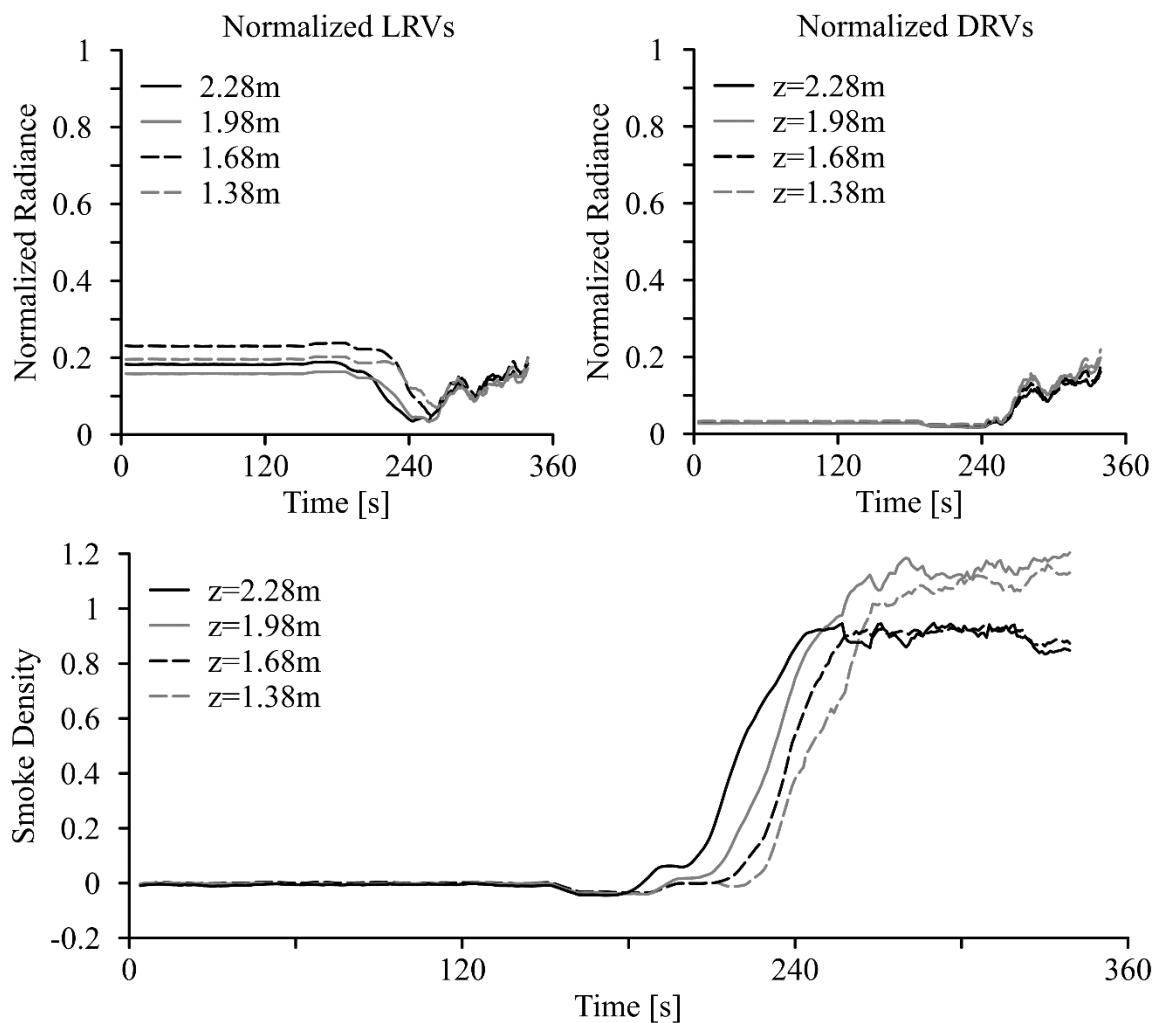 Normalized LRVs
Normalized Radiance
1
0.8
0.6
0.4
0.2
0
2.28m
1.98m
1.68m
1.38m
0
120
240
360
Time [s]
Normalized DRVs
Normalized Radiance
1
0.8
0.6
0.4
0.2
0
z=2.28m
z=1.98m
z=1.68m
z=1.38m
0
120
240
360
Time [s]
Smoke Density
1.2
1
0.8
0.6
0.4
0.2
0
-0.2
z=2.28m
z=1.98m
z=1.68m
z=1.38m
0
120
240
360
Time [s]